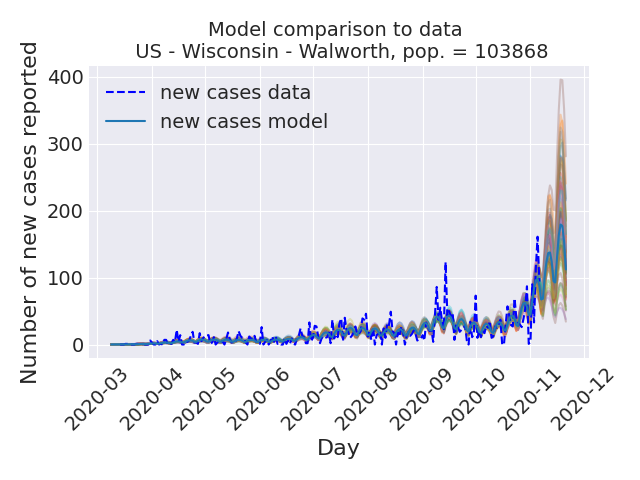 Model comparison to data
US - Wisconsin - Walworth, pop. = 103868
Number of new cases reported
400
300
200
100
0
new cases data
new cases model
2020-03
2020-04
2020-05
2020-06
2020-07
2020-08
2020-09
2020-10
2020-11
2020-12
Day